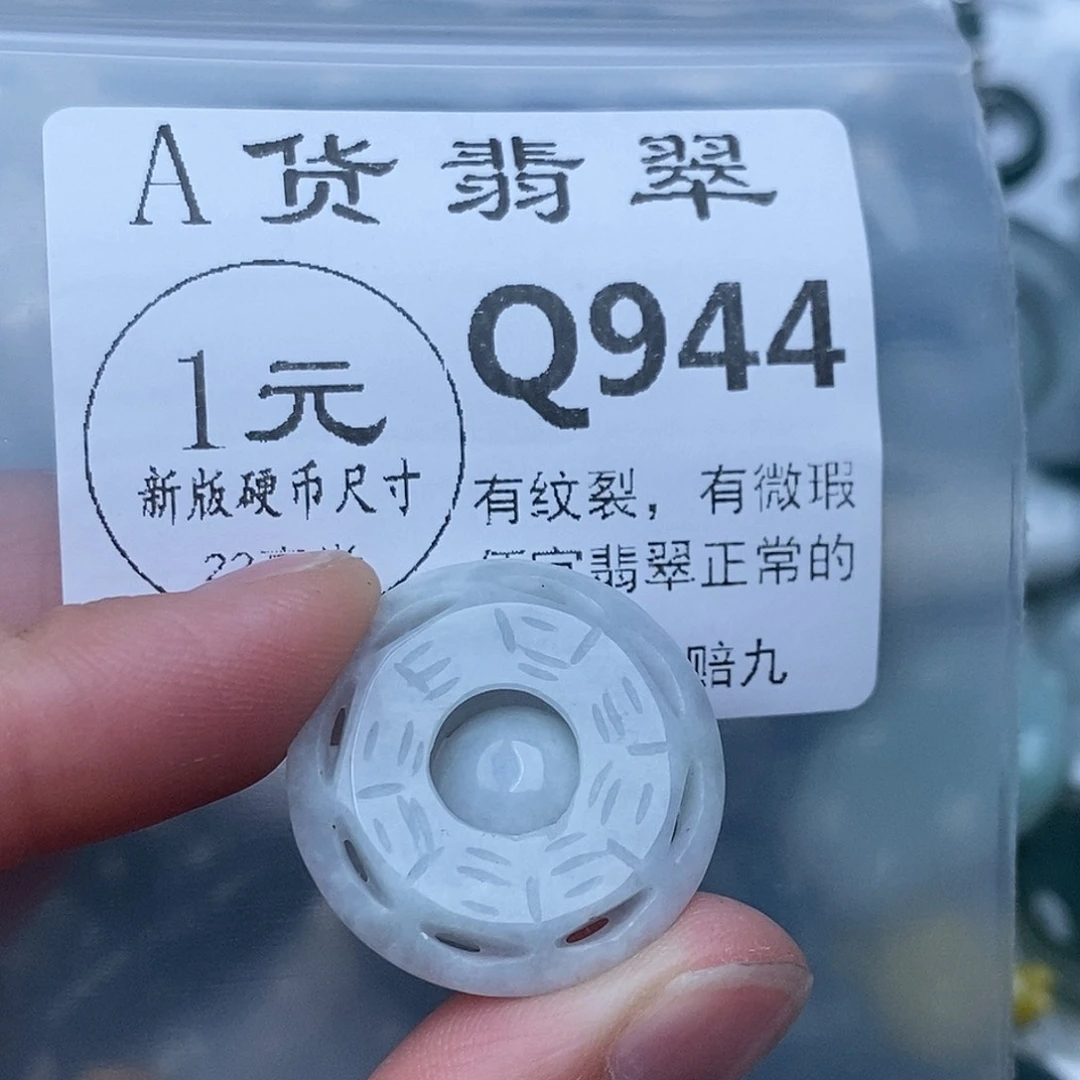 A货翡翠
1元
新版硬币尺寸
Q944
有纹裂，有微瑕
翡翠正常的
赔九